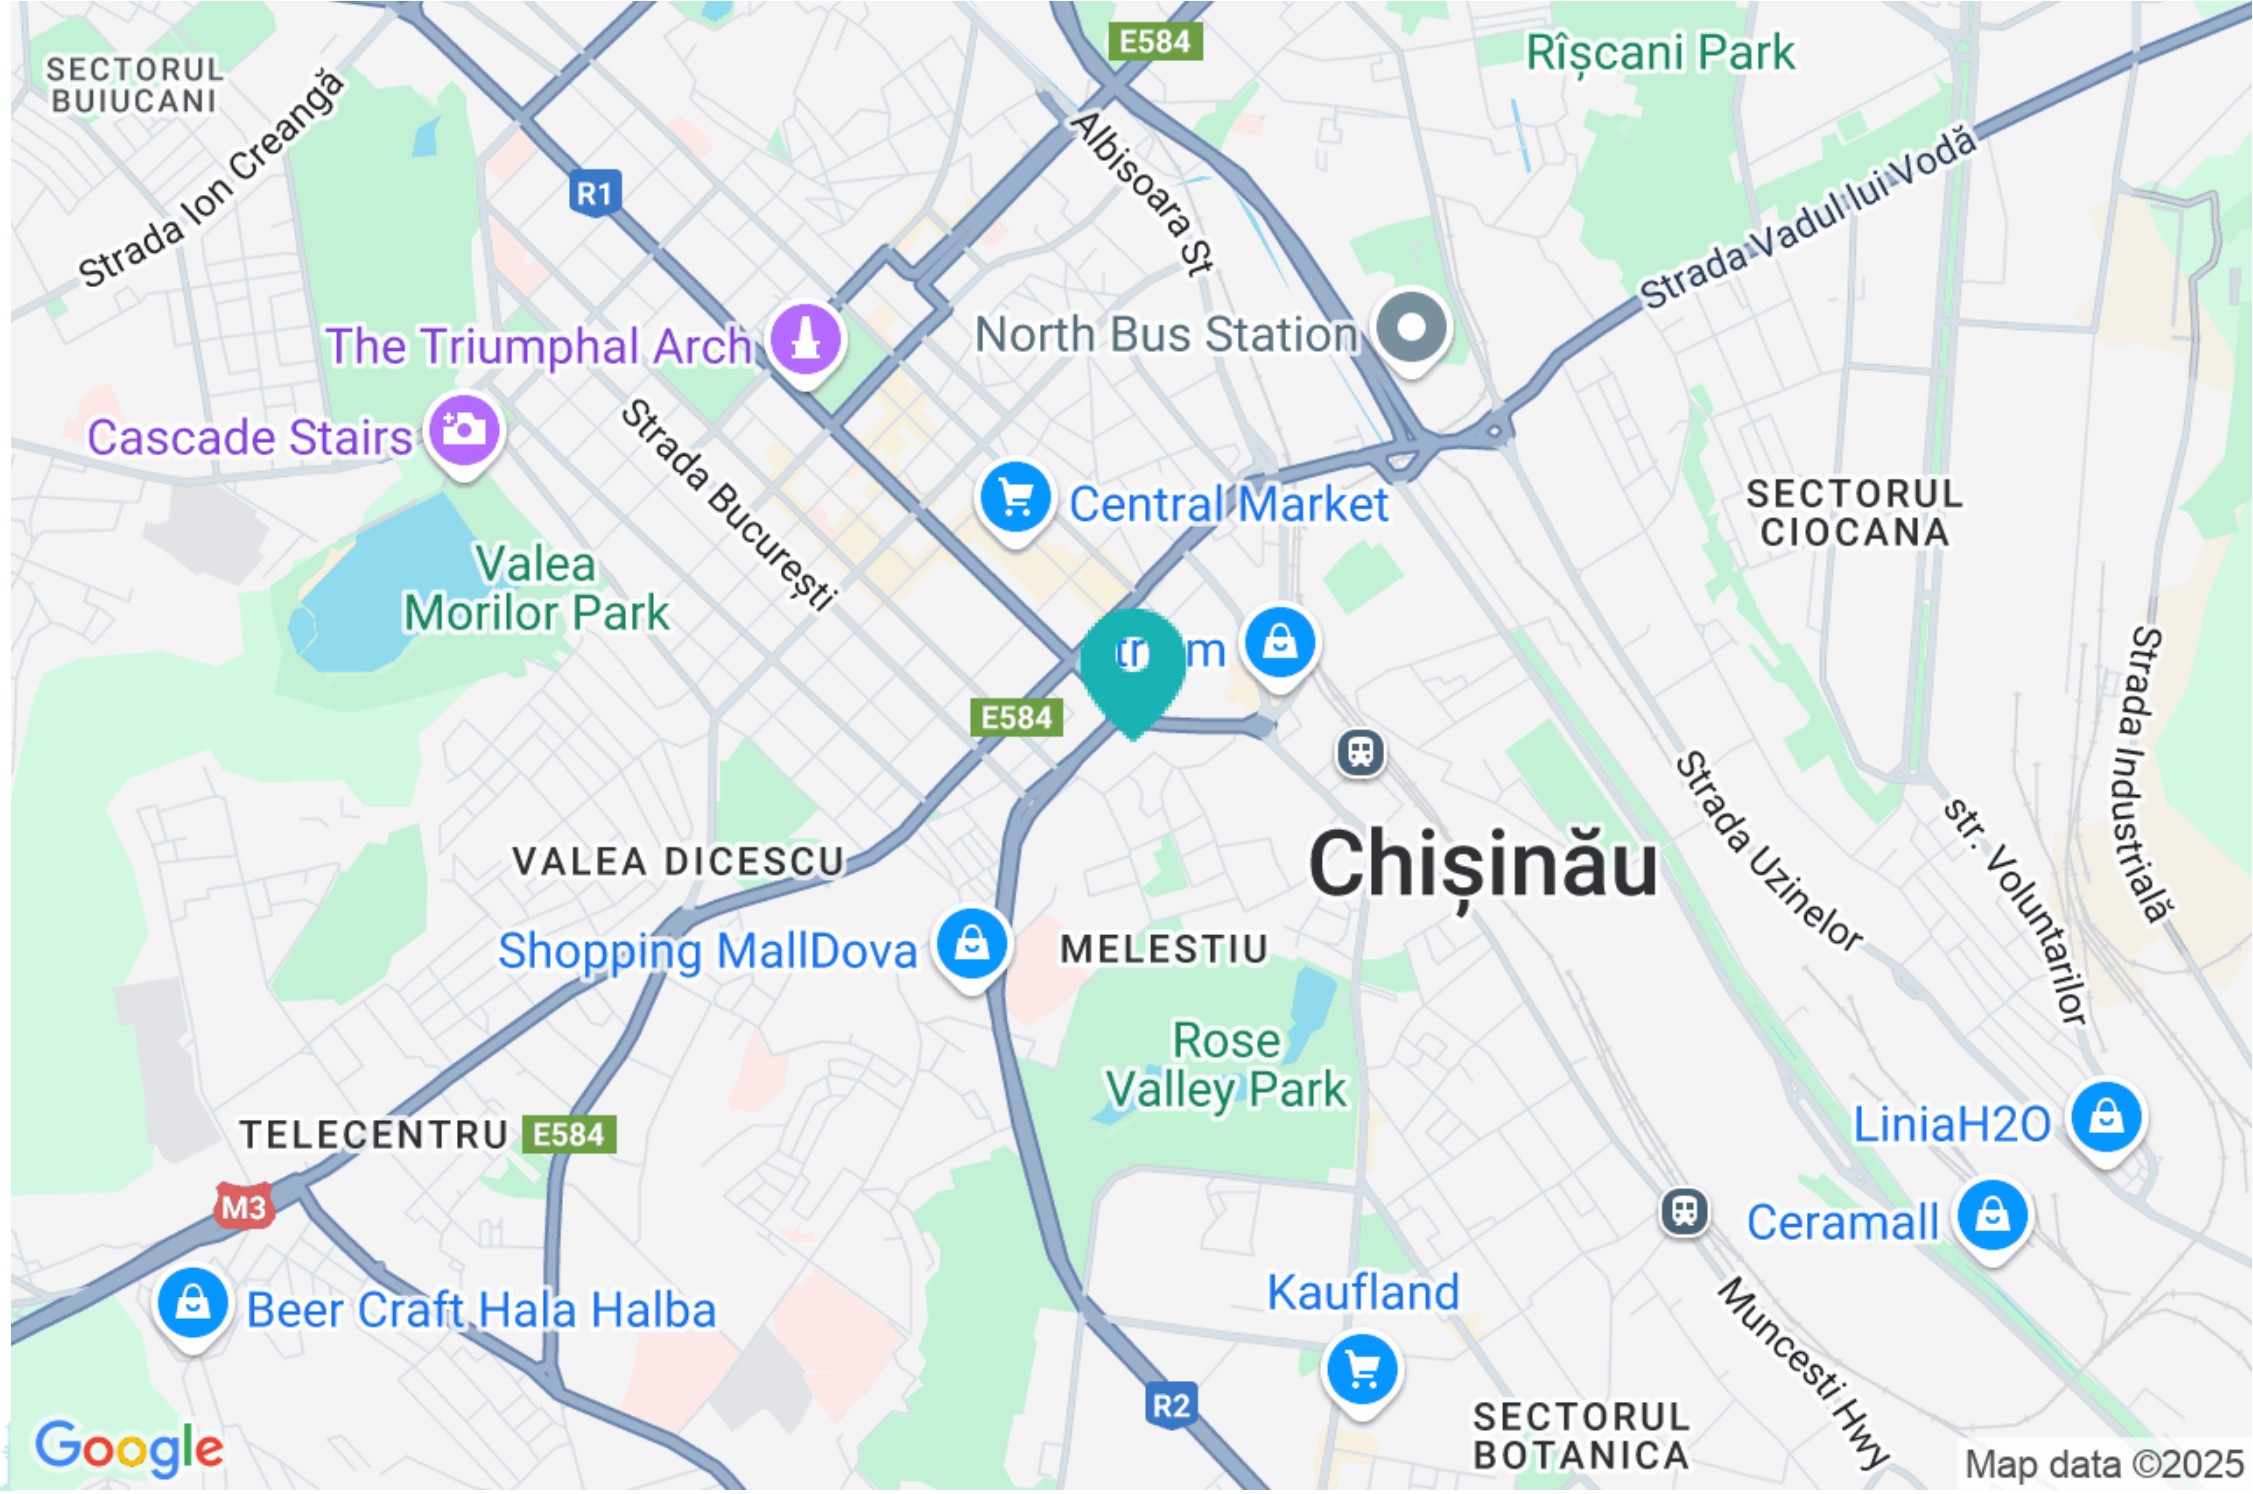 E584
Rîșcani Park
SECTORUL
BUIUCANI
Strada Ion Creangă
Albisoara St
Strada Vadul lui Vodă
R1
The Triumphal Arch
North Bus Station
Cascade Stairs
Strada București
Central Market
SECTORUL
CIOCANA
Valea
Morilor Park
E584
Strada Industrială
Strada Uzinelor
str. Voluntarilor
VALEA DICESCU
Chișinău
Shopping MallDova
MELESTIU
Rose
Valley Park
TELECENTRU
E584
LiniaH2O
M3
Ceramall
Beer Craft Hala Halba
Kaufland
Muncesti Hwy
R2
SECTORUL
BOTANICA
Google
Map data ©2025